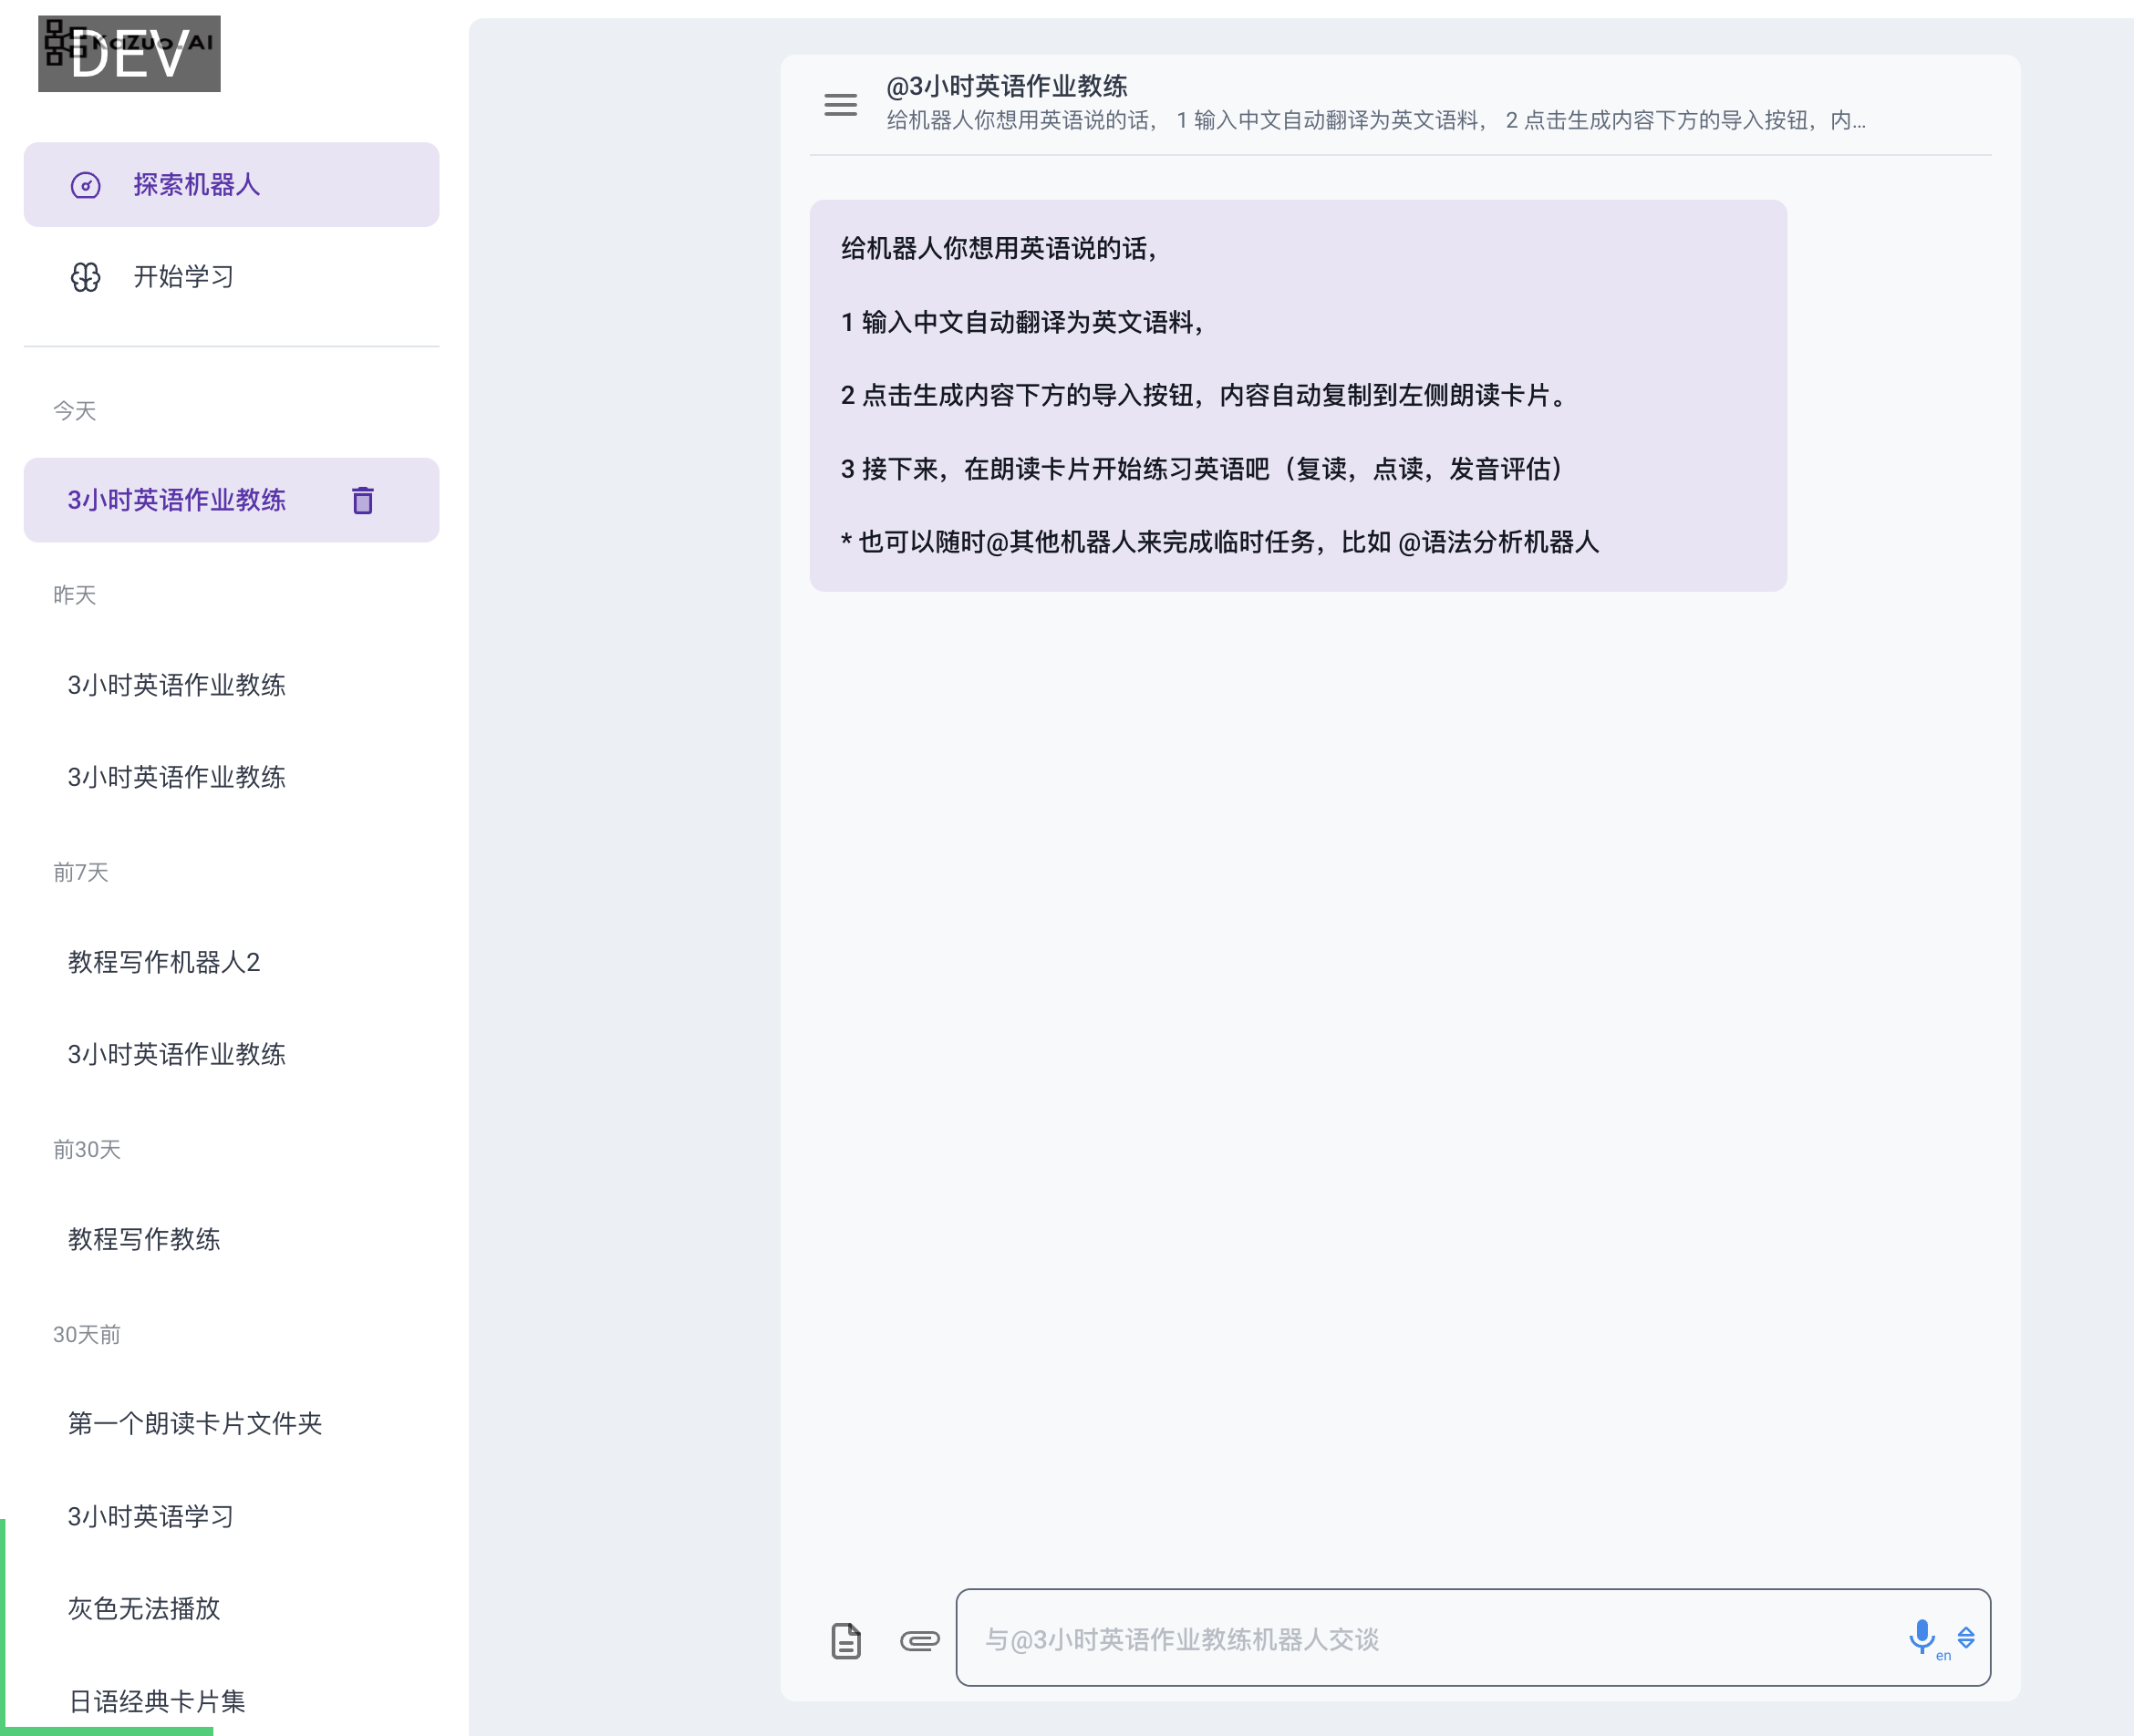 KaZuo.AI
DEV
探索机器人
开始学习
今天
3小时英语作业教练
昨天
3小时英语作业教练
3小时英语作业教练
前7天
教程写作机器人2
3小时英语作业教练
前30天
教程写作教练
30天前
第一个朗读卡片文件夹
3小时英语学习
灰色无法播放
日语经典卡片集
@3小时英语作业教练
给机器人你想用英语说的话， 1 输入中文自动翻译为英文语料， 2 点击生成内容下方的导入按钮，内...
给机器人你想用英语说的话，
1 输入中文自动翻译为英文语料，
2 点击生成内容下方的导入按钮，内容自动复制到左侧朗读卡片。
3 接下来，在朗读卡片开始练习英语吧（复读，点读，发音评估）
* 也可以随时@其他机器人来完成临时任务，比如 @语法分析机器人
与@3小时英语作业教练机器人交谈
en